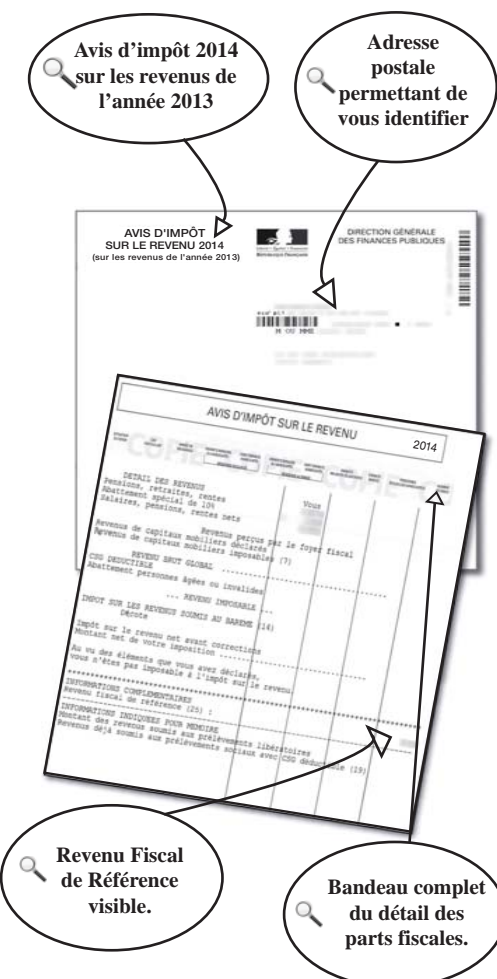 Avis d'impôt 2014
sur les revenus de
l'année 2013
Adresse
postale
permettant de
vous identifier
AVIS D'IMPÔT
SUR LE REVENU 2014
(sur les revenus de l'année 2013)
DIRECTION GÉNÉRALE
DES FINANCES PUBLIQUES
M OU MME
AVIS D'IMPÔT SUR LE REVENU
2014
Vous
DETAIL DES REVENUS
Pensions, retraites, rentes
Abattement spécial de 10%
Salaires, pensions, rentes nets
Revenus perçus par le foyer fiscal
Revenus de capitaux mobiliers déclarés
Revenus de capitaux mobiliers imposables (7)
REVENU BRUT GLOBAL ..............................
CSG DEDUCTIBLE
Abattement personnes âgées ou invalides
... REVENU IMPOSABLE ...
IMPOT SUR LES REVENUS SOUMIS AU BAREME (14)
Décote
Impôt sur le revenu net avant corrections
Montant net de votre imposition ..............................
Au vu des éléments que vous avez déclarés,
vous n'êtes pas imposable à l'impôt sur le revenu.
INFORMATIONS COMPLEMENTAIRES
Revenu fiscal de référence (25) :
INFORMATIONS INDIQUEES POUR MEMOIRE
Montant des revenus soumis aux prélèvements libératoires
Revenus déjà soumis aux prélèvements sociaux avec CSG déductible (19)
Revenu Fiscal
de Référence
visible.
Bandeau complet
du détail des
parts fiscales.